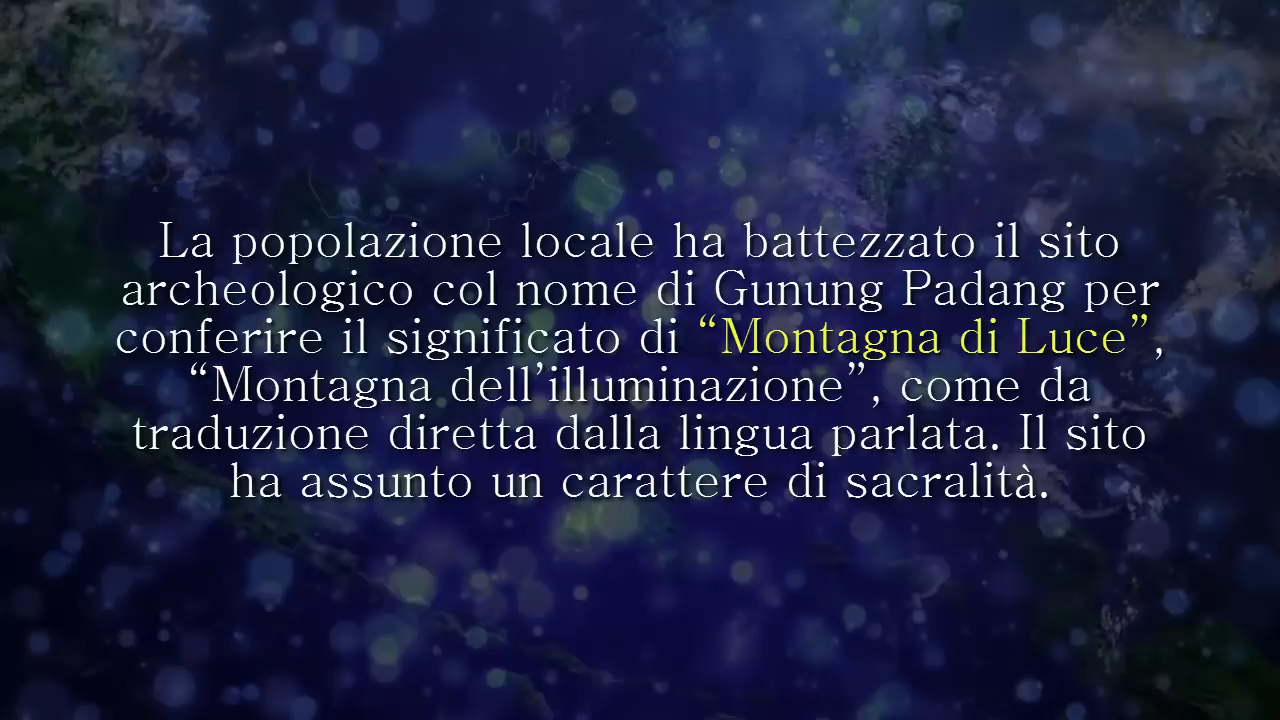 La popolazione locale ha battezzato il sito
archeologico col nome di Gunung Padang per
conferire il significato di “Montagna di Luce”,
“Montagna dell’illuminazione”, come da
traduzione diretta dalla lingua parlata. Il sito
ha assunto un carattere di sacralità.